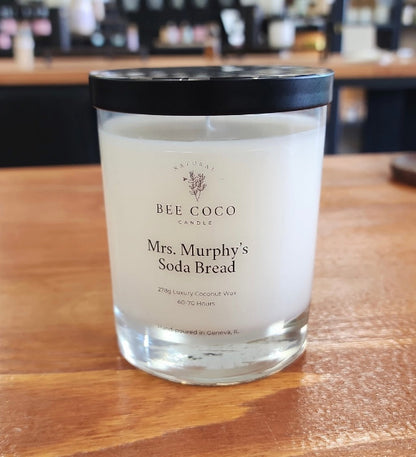 NATURAL
BEE COCO
CANDLE
Mrs. Murphy's
Soda Bread
278g Luxury Coconut Wax
60-70 Hours
Poured in Geneva, IL